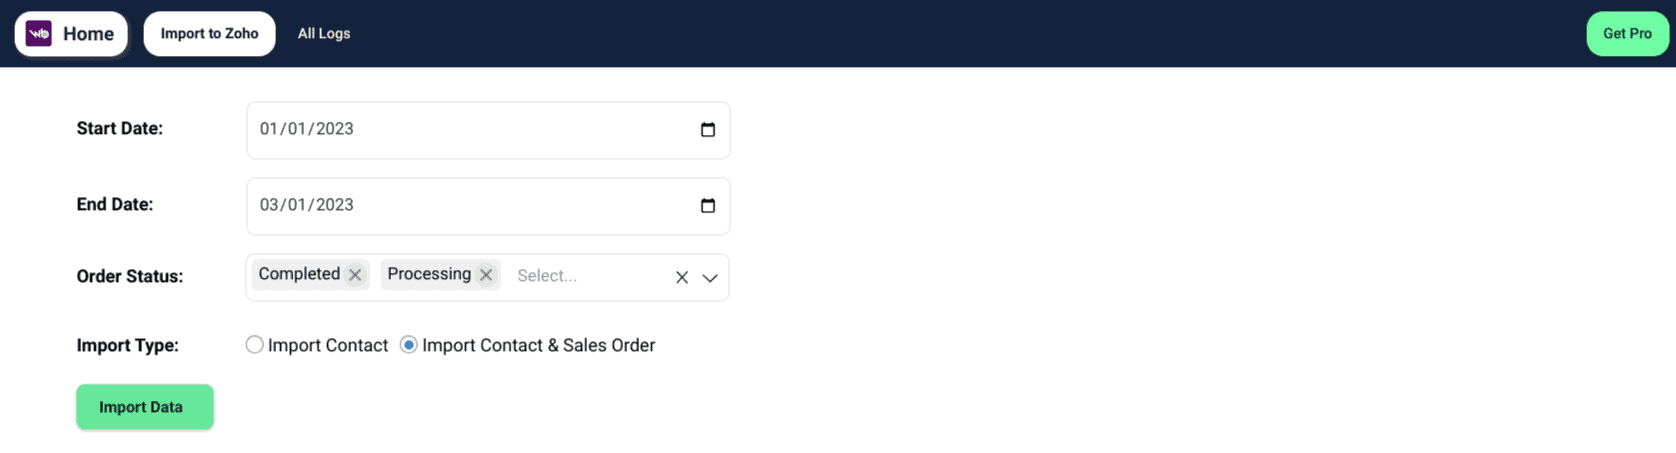 wb Home Import to Zoho All Logs Get Pro
Start Date: 01/01/2023
End Date: 03/01/2023
Order Status: Completed Processing Select...
Import Type: Import Contact Import Contact & Sales Order
Import Data